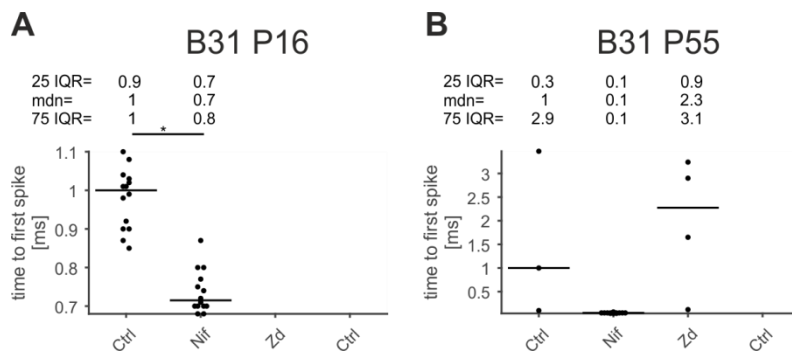 A
B31 P16
25 IQR= 0.9 0.7
mdn= 1 0.7
75 IQR= 1 0.8
*
time to first spike
[ms]
1.1
1
0.9
0.8
0.7
Ctrl Nif Zd Ctrl
B
B31 P55
25 IQR= 0.3 0.1 0.9
mdn= 1 0.1 2.3
75 IQR= 2.9 0.1 3.1
time to first spike
[ms]
3
2.5
2
1.5
1
0.5
Ctrl Nif Zd Ctrl